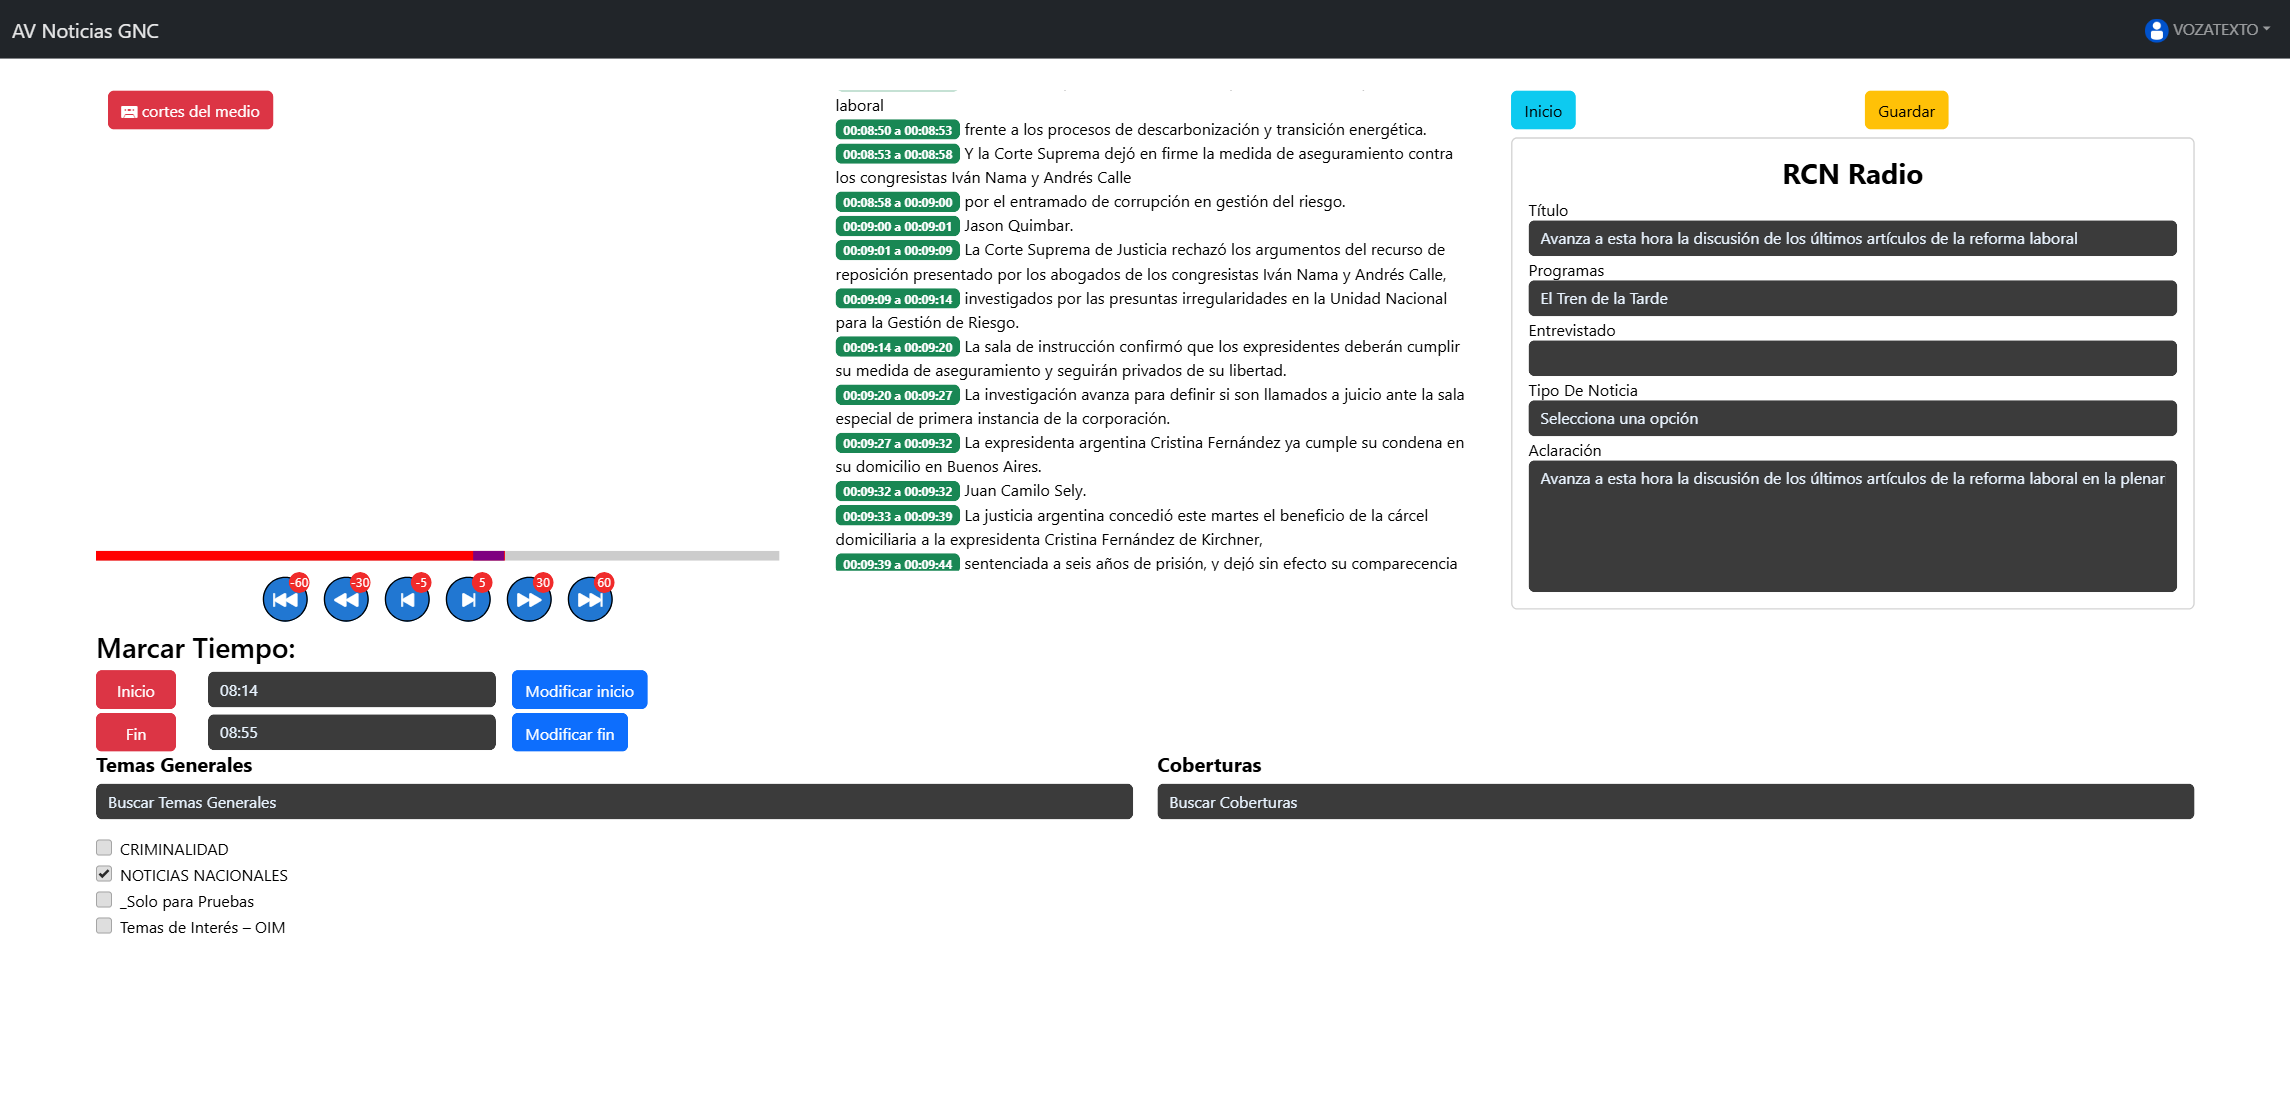 AV Noticias GNC
VOZATEXTO
cortes del medio
-60
-30
-5
5
30
60
Marcar Tiempo:
Inicio
08:14
Modificar inicio
Fin
08:55
Modificar fin
laboral
00:08:50 a 00:08:53 frente a los procesos de descarbonización y transición energética.
00:08:53 a 00:08:58 Y la Corte Suprema dejó en firme la medida de aseguramiento contra
los congresistas Iván Nama y Andrés Calle
00:08:58 a 00:09:00 por el entramado de corrupción en gestión del riesgo.
00:09:00 a 00:09:01 Jason Quimbar.
00:09:01 a 00:09:09 La Corte Suprema de Justicia rechazó los argumentos del recurso de
reposición presentado por los abogados de los congresistas Iván Nama y Andrés Calle,
00:09:09 a 00:09:14 investigados por las presuntas irregularidades en la Unidad Nacional
para la Gestión de Riesgo.
00:09:14 a 00:09:20 La sala de instrucción confirmó que los expresidentes deberán cumplir
su medida de aseguramiento y seguirán privados de su libertad.
00:09:20 a 00:09:27 La investigación avanza para definir si son llamados a juicio ante la sala
especial de primera instancia de la corporación.
00:09:27 a 00:09:32 La expresidenta argentina Cristina Fernández ya cumple su condena en
su domicilio en Buenos Aires.
00:09:32 a 00:09:32 Juan Camilo Sely.
00:09:33 a 00:09:39 La justicia argentina concedió este martes el beneficio de la cárcel
domiciliaria a la expresidenta Cristina Fernández de Kirchner,
00:09:39 a 00:09:44 sentenciada a seis años de prisión, y dejó sin efecto su comparecencia
Inicio
Guardar
RCN Radio
Título
Avanza a esta hora la discusión de los últimos artículos de la reforma laboral
Programas
El Tren de la Tarde
Entrevistado
Tipo De Noticia
Selecciona una opción
Aclaración
Avanza a esta hora la discusión de los últimos artículos de la reforma laboral en la plenar
Temas Generales
Buscar Temas Generales
CRIMINALIDAD
NOTICIAS NACIONALES
_Solo para Pruebas
Temas de Interés – OIM
Coberturas
Buscar Coberturas